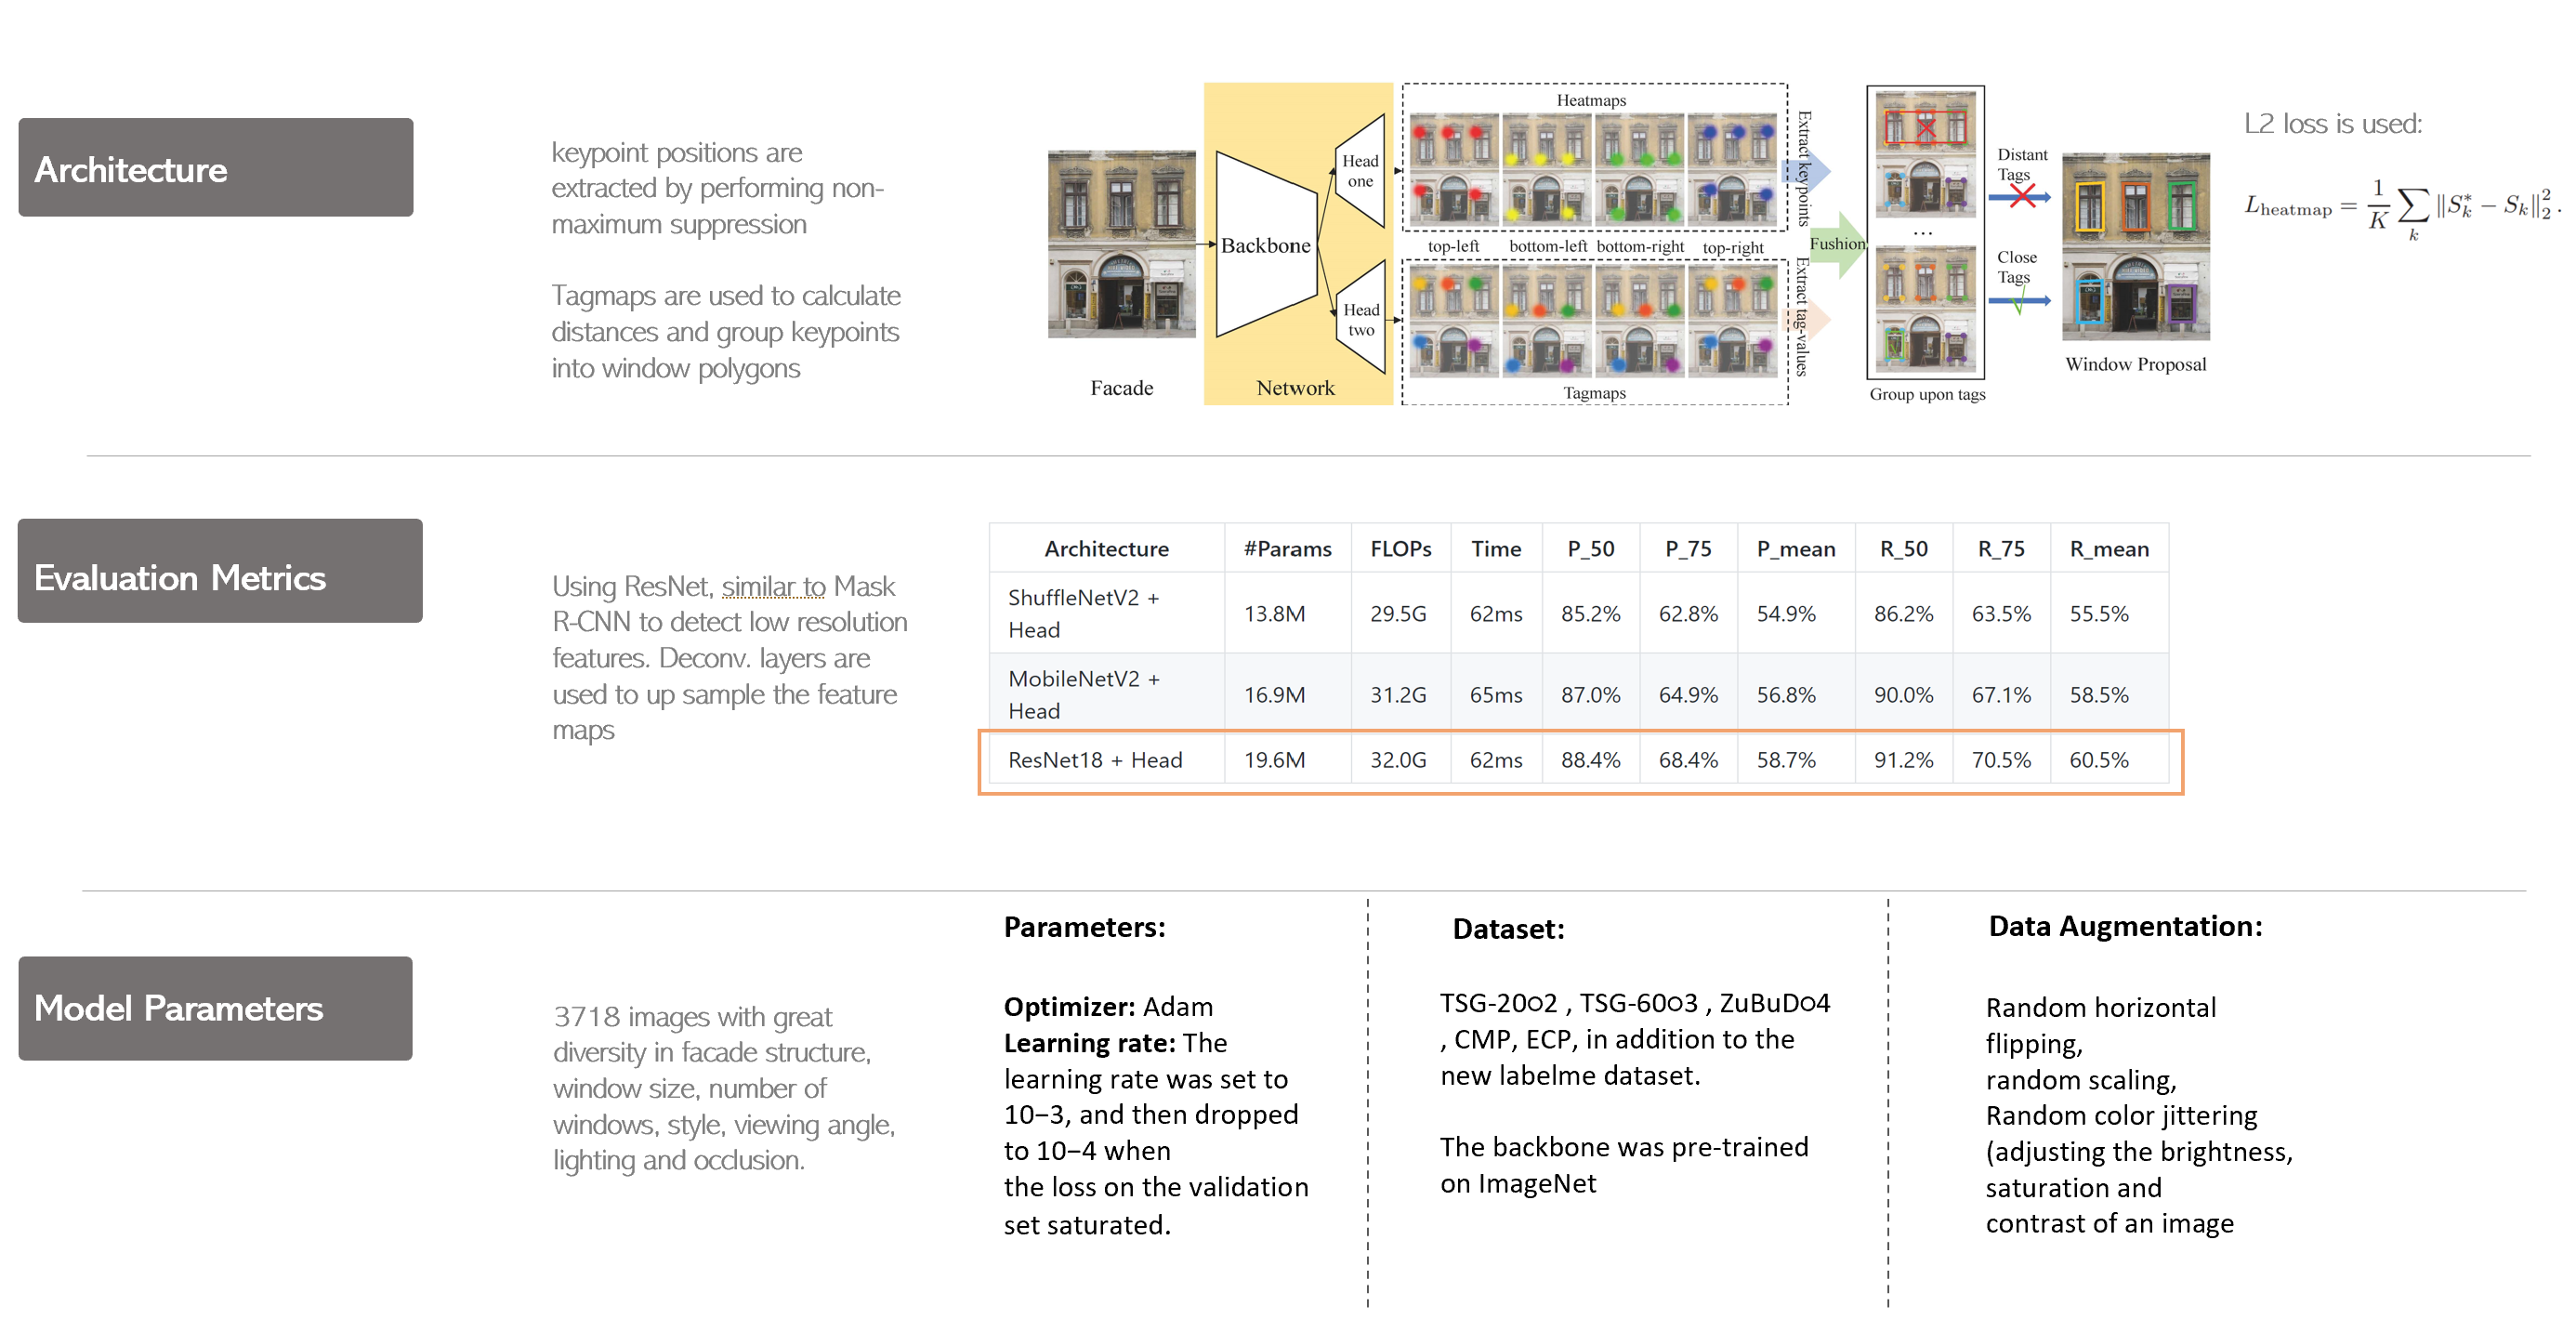 Architecture
keypoint positions are
extracted by performing non-
maximum suppression
Tagmaps are used to calculate
distances and group keypoints
into window polygons
Facade
Backbone
Head
one
Head
two
Network
Heatmaps
top-left
bottom-left
bottom-right
top-right
Tagmaps
Extract keypoints
Fushion
Extract tag-values
...
Group upon tags
Distant
Tags
Close
Tags
Window Proposal
L2 loss is used:
L_heatmap = 1/K ∑_k ‖S*_k − S_k‖²_2 .
Evaluation Metrics
Using ResNet, similar to Mask
R-CNN to detect low resolution
features. Deconv. layers are
used to up sample the feature
maps
Architecture #Params FLOPs Time P_50 P_75 P_mean R_50 R_75 R_mean
ShuffleNetV2 +
Head 13.8M 29.5G 62ms 85.2% 62.8% 54.9% 86.2% 63.5% 55.5%
MobileNetV2 +
Head 16.9M 31.2G 65ms 87.0% 64.9% 56.8% 90.0% 67.1% 58.5%
ResNet18 + Head 19.6M 32.0G 62ms 88.4% 68.4% 58.7% 91.2% 70.5% 60.5%
Model Parameters
3718 images with great
diversity in facade structure,
window size, number of
windows, style, viewing angle,
lighting and occlusion.
Parameters:
Optimizer: Adam
Learning rate: The
learning rate was set to
10−3, and then dropped
to 10−4 when
the loss on the validation
set saturated.
Dataset:
TSG-20○2 , TSG-60○3 , ZuBuD○4
, CMP, ECP, in addition to the
new labelme dataset.
The backbone was pre-trained
on ImageNet
Data Augmentation:
Random horizontal
flipping,
random scaling,
Random color jittering
(adjusting the brightness,
saturation and
contrast of an image